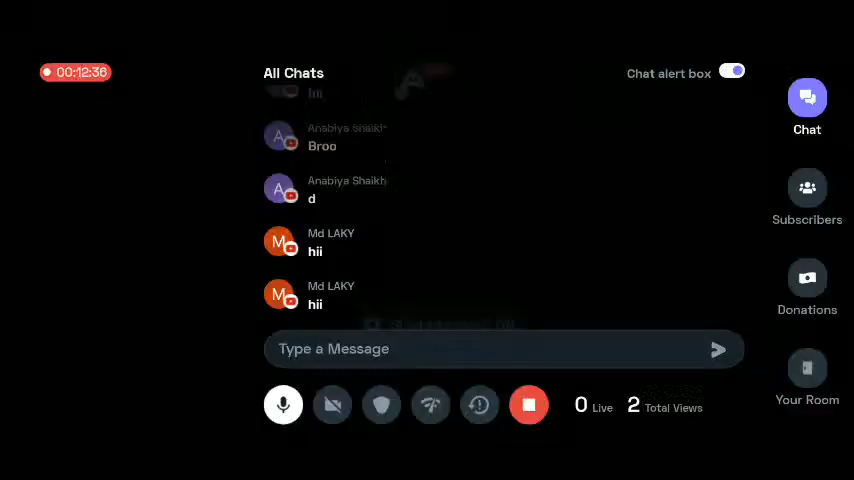 00:12:36
All Chats
Chat alert box
hii
Anabiya Shaikh
Broo
Anabiya Shaikh
d
Md LAKY
hii
Md LAKY
hii
Type a Message
0 Live
2 Total Views
Chat
Subscribers
Donations
Your Room